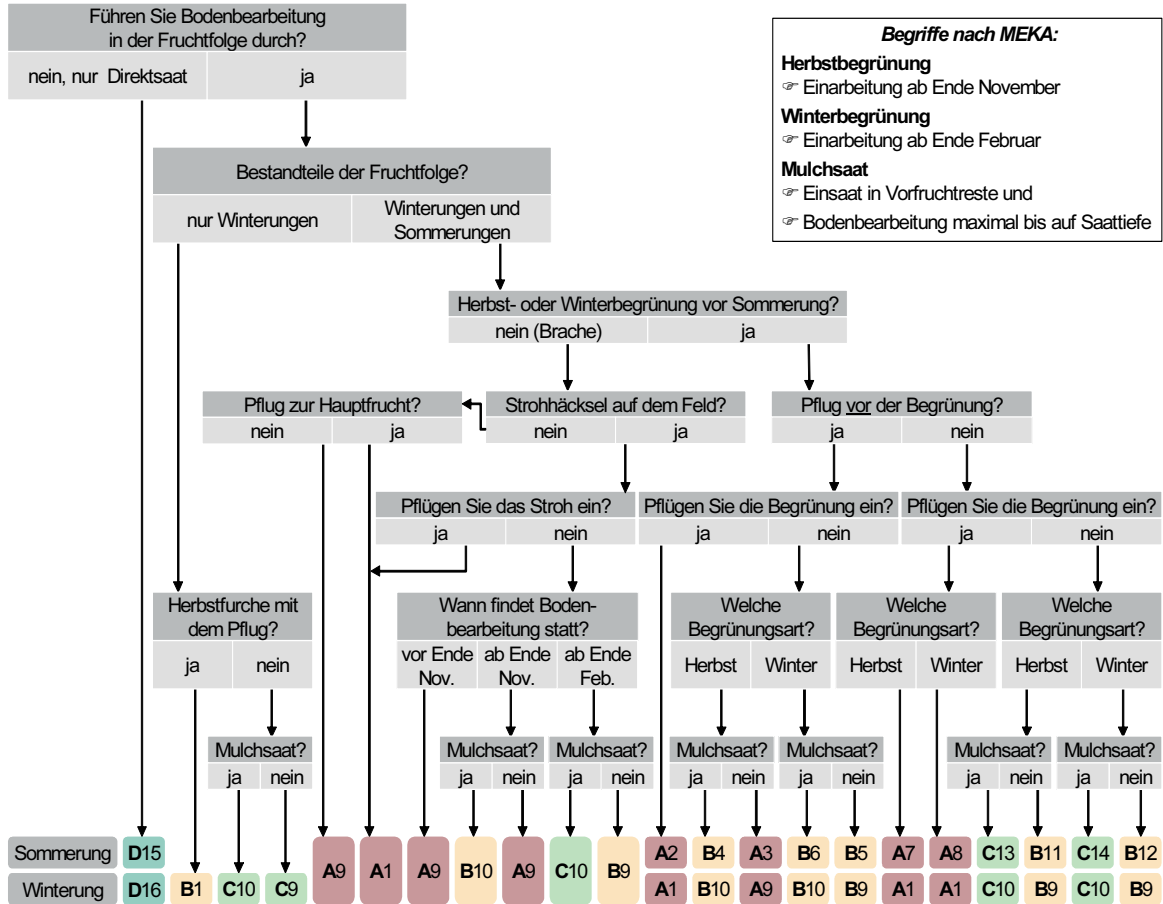 Führen Sie Bodenbearbeitung
in der Fruchtfolge durch?
nein, nur Direktsaat
ja
Begriffe nach MEKA:
Herbstbegrünung
☞ Einarbeitung ab Ende November
Winterbegrünung
☞ Einarbeitung ab Ende Februar
Mulchsaat
☞ Einsaat in Vorfruchtreste und
☞ Bodenbearbeitung maximal bis auf Saattiefe
Bestandteile der Fruchtfolge?
nur Winterungen
Winterungen und
Sommerungen
Herbst- oder Winterbegrünung vor Sommerung?
nein (Brache)
ja
Pflug zur Hauptfrucht?
nein
ja
Strohhäcksel auf dem Feld?
nein
ja
Pflug vor der Begrünung?
ja
nein
Pflügen Sie das Stroh ein?
ja
nein
Pflügen Sie die Begrünung ein?
ja
nein
Pflügen Sie die Begrünung ein?
ja
nein
Herbstfurche mit
dem Pflug?
ja
nein
Wann findet Boden-
bearbeitung statt?
vor Ende
Nov.
ab Ende
Nov.
ab Ende
Feb.
Welche
Begrünungsart?
Herbst
Winter
Welche
Begrünungsart?
Herbst
Winter
Welche
Begrünungsart?
Herbst
Winter
Mulchsaat?
ja
nein
Mulchsaat?
ja
nein
Mulchsaat?
ja
nein
Mulchsaat?
ja
nein
Mulchsaat?
ja
nein
Mulchsaat?
ja
nein
Mulchsaat?
ja
nein
Sommerung D15 A9 A1 A9 B10 A9 C10 B9 A2 B4 A3 B6 B5 A7 A8 C13 B11 C14 B12
Winterung D16 B1 C10 C9 A1 B10 A9 B10 B9 A1 A1 C10 B9 C10 B9